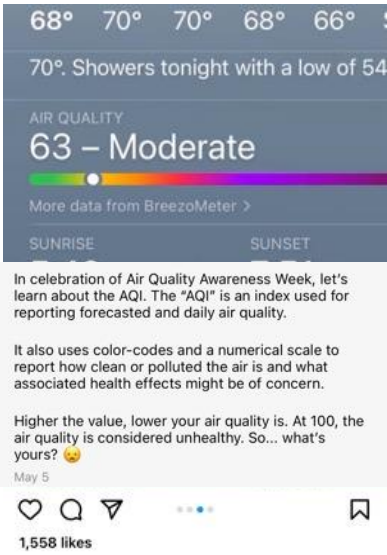 68° 70° 70° 68° 66°
70°. Showers tonight with a low of 54
AIR QUALITY
63 – Moderate
More data from BreezoMeter >
SUNRISE SUNSET
In celebration of Air Quality Awareness Week, let's
learn about the AQI. The “AQI” is an index used for
reporting forecasted and daily air quality.
It also uses color-codes and a numerical scale to
report how clean or polluted the air is and what
associated health effects might be of concern.
Higher the value, lower your air quality is. At 100, the
air quality is considered unhealthy. So... what's
yours? 😞
May 5
1,558 likes